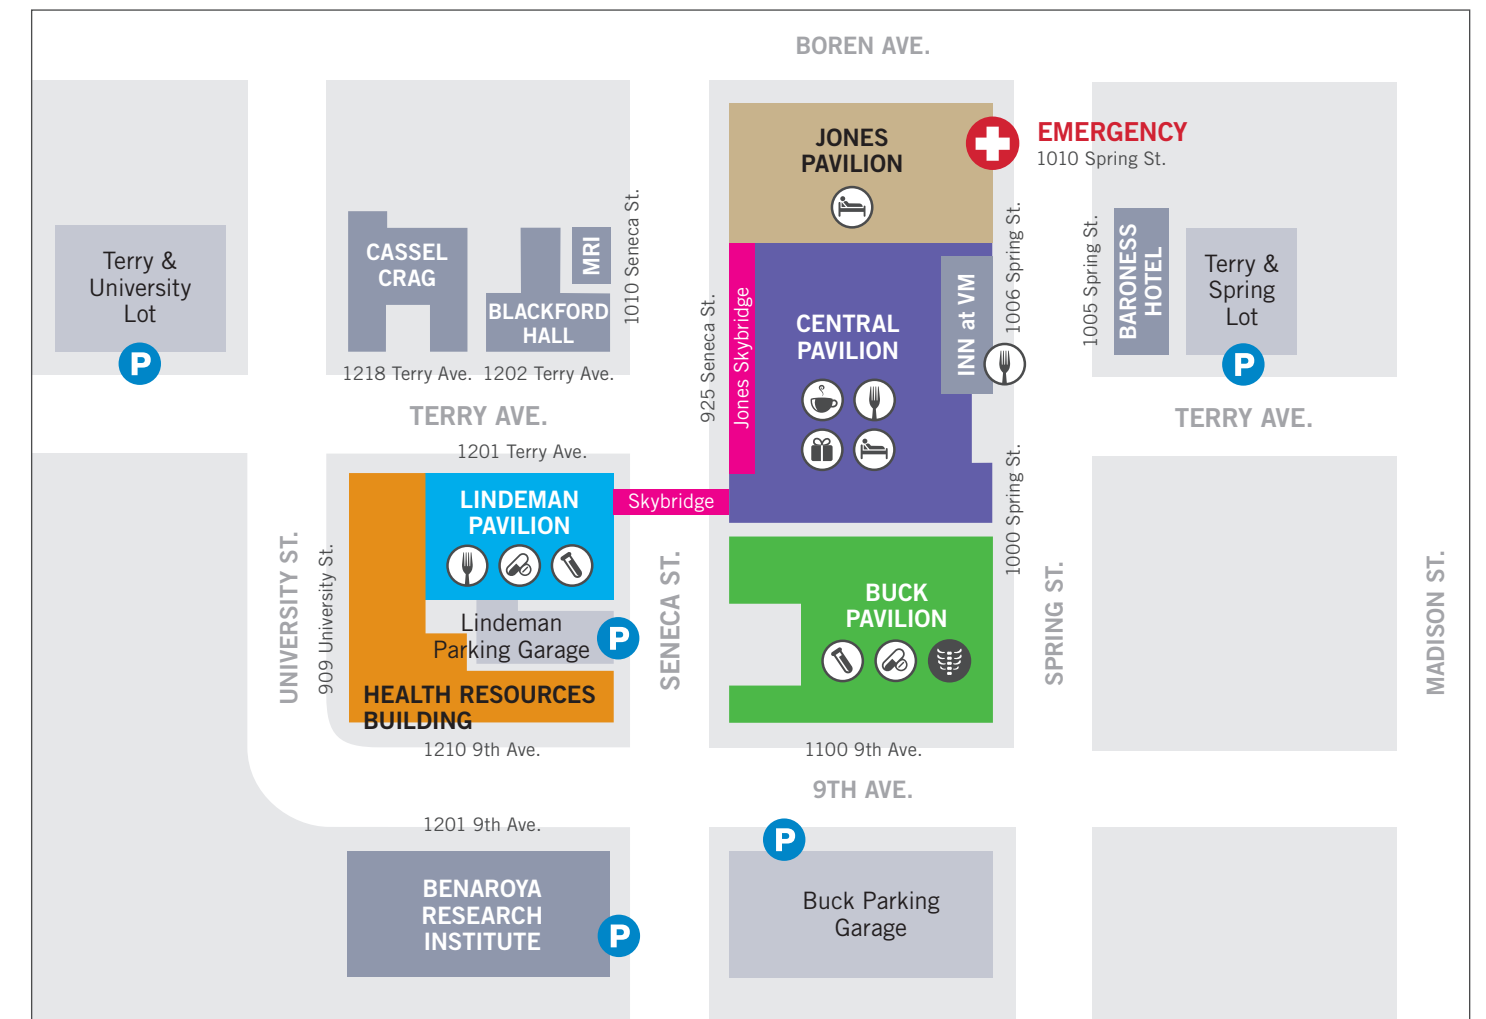 BOREN AVE.
JONES
PAVILION
EMERGENCY
1010 Spring St.
Terry &
University
Lot
P
CASSEL
CRAG
MRI
BLACKFORD
HALL
1010 Seneca St.
1218 Terry Ave.
1202 Terry Ave.
925 Seneca St.
Jones Skybridge
CENTRAL
PAVILION
INN at VM
1006 Spring St.
1005 Spring St.
BARONESS
HOTEL
Terry &
Spring
Lot
P
TERRY AVE.
TERRY AVE.
1201 Terry Ave.
LINDEMAN
PAVILION
Skybridge
1000 Spring St.
UNIVERSITY ST.
909 University St.
Lindeman
Parking Garage
P
HEALTH RESOURCES
BUILDING
SENECA ST.
BUCK
PAVILION
SPRING ST.
MADISON ST.
1210 9th Ave.
1100 9th Ave.
9TH AVE.
1201 9th Ave.
BENAROYA
RESEARCH
INSTITUTE
P
P
Buck Parking
Garage